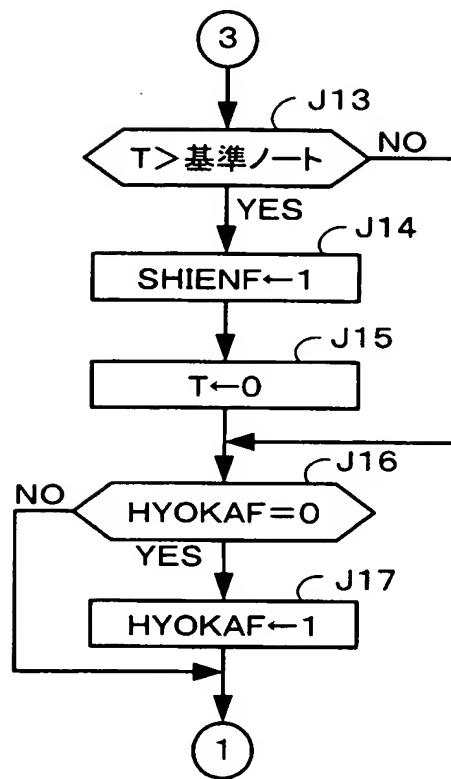 3
J13
T>基準ノート
NO
YES
J14
SHIENF←1
J15
T←0
J16
NO
HYOKAF=0
YES
J17
HYOKAF←1
1